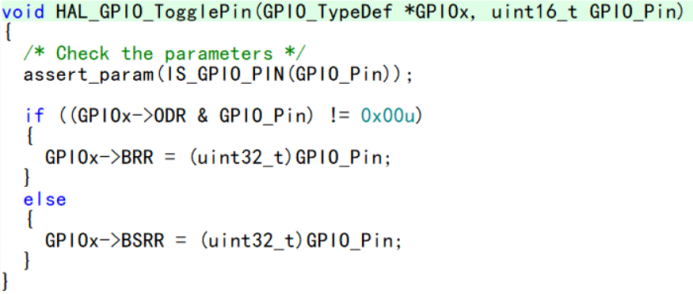 void HAL_GPIO_TogglePin(GPIO_TypeDef *GPIOx, uint16_t GPIO_Pin)
{
  /* Check the parameters */
  assert_param(IS_GPIO_PIN(GPIO_Pin));

  if ((GPIOx->ODR & GPIO_Pin) != 0x00u)
  {
    GPIOx->BRR = (uint32_t)GPIO_Pin;
  }
  else
  {
    GPIOx->BSRR = (uint32_t)GPIO_Pin;
  }
}